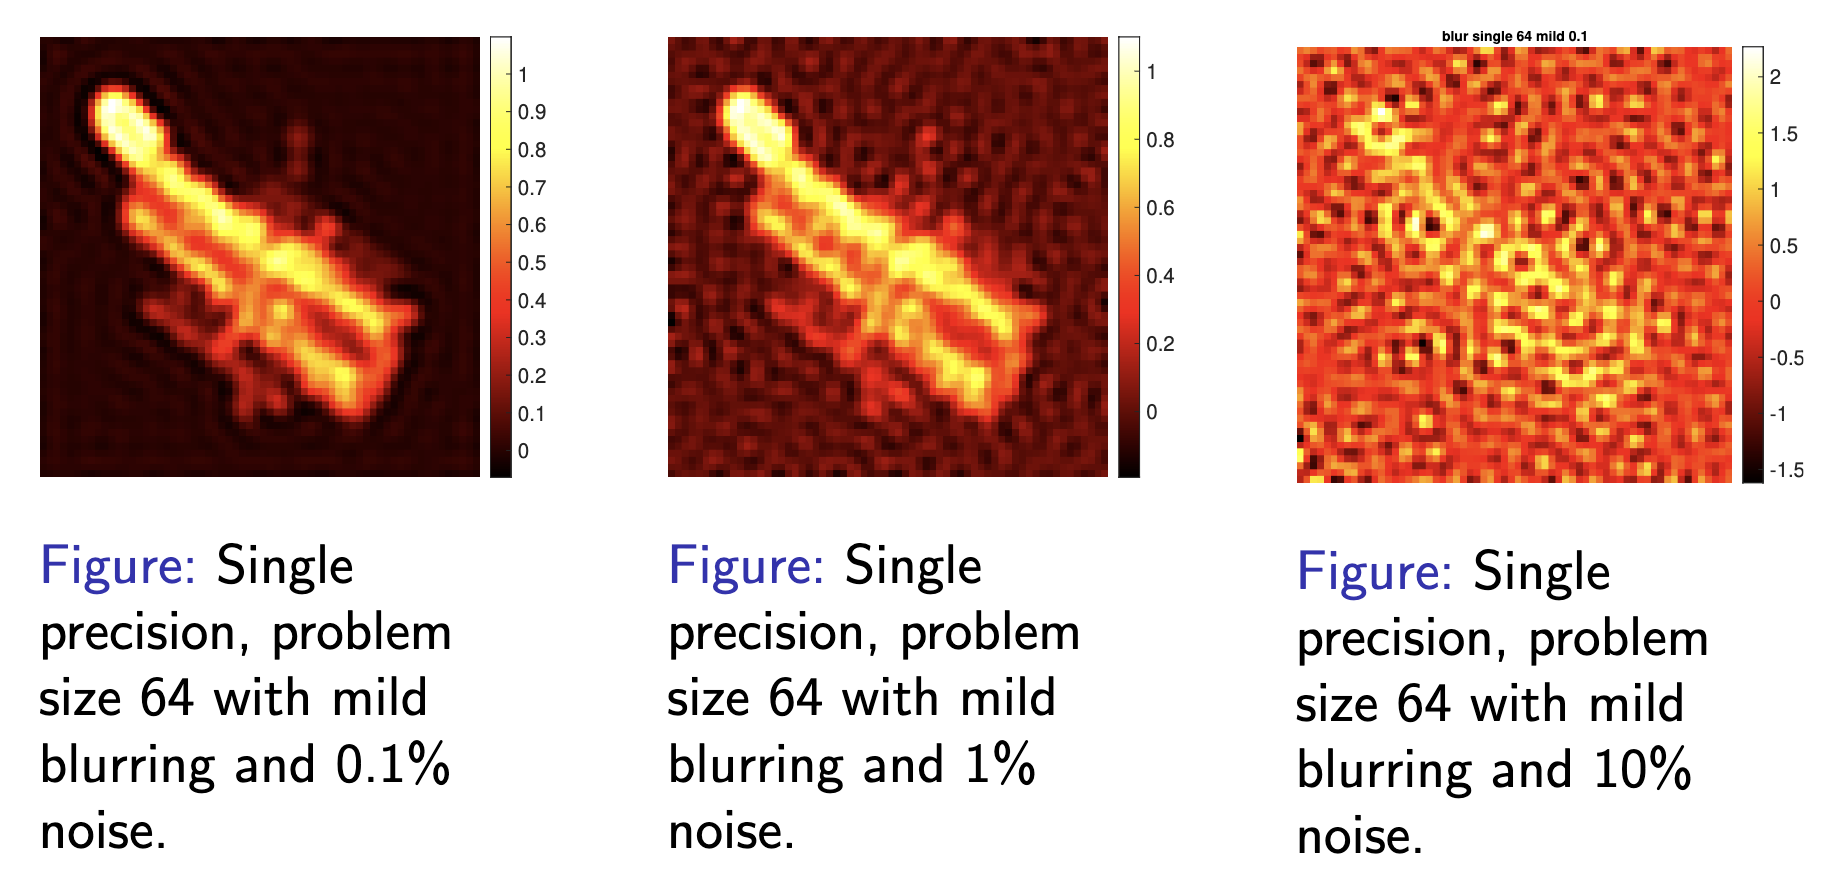 1
0.9
0.8
0.7
0.6
0.5
0.4
0.3
0.2
0.1
0
Figure: Single
precision, problem
size 64 with mild
blurring and 0.1%
noise.
1
0.8
0.6
0.4
0.2
0
Figure: Single
precision, problem
size 64 with mild
blurring and 1%
noise.
blur single 64 mild 0.1
2
1.5
1
0.5
0
-0.5
-1
-1.5
Figure: Single
precision, problem
size 64 with mild
blurring and 10%
noise.